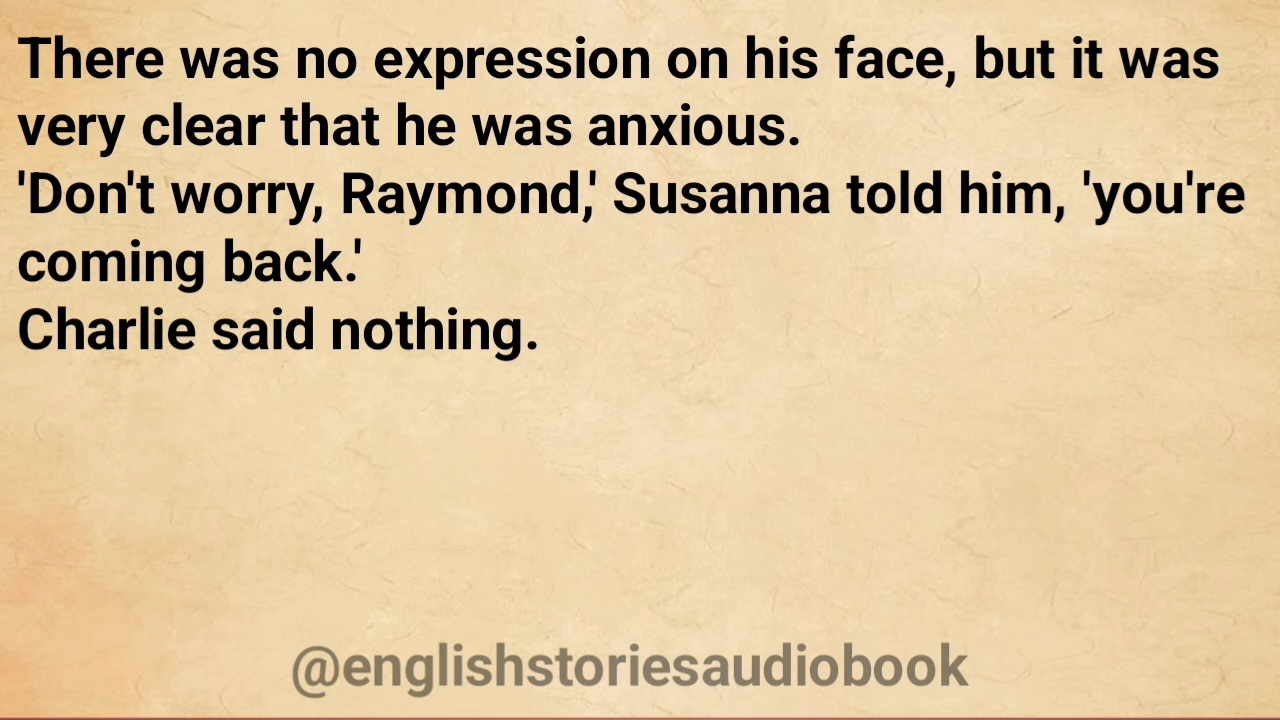 There was no expression on his face, but it was
very clear that he was anxious.
'Don't worry, Raymond,' Susanna told him, 'you're
coming back.'
Charlie said nothing.
@englishstoriesaudiobook